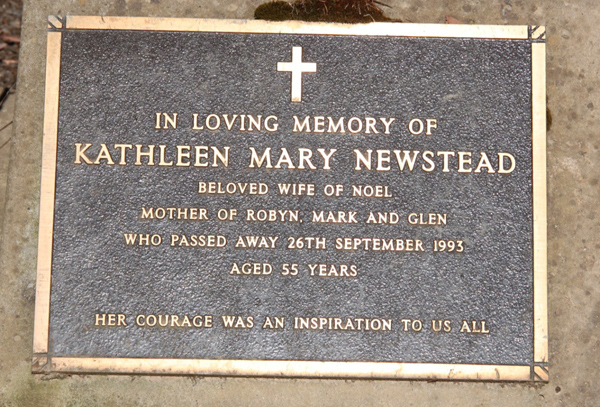 IN LOVING MEMORY OF
KATHLEEN MARY NEWSTEAD
BELOVED WIFE OF NOEL
MOTHER OF ROBYN, MARK AND GLEN
WHO PASSED AWAY 26TH SEPTEMBER 1993
AGED 55 YEARS
HER COURAGE WAS AN INSPIRATION TO US ALL